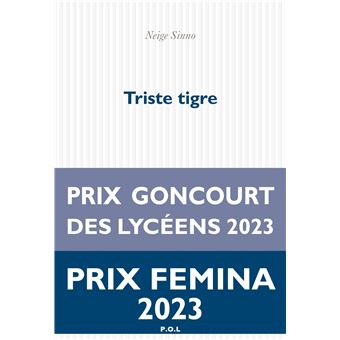 Neige Sinno
Triste tigre
PRIX GONCOURT
DES LYCÉENS 2023
PRIX FEMINA
2023
P.O.L